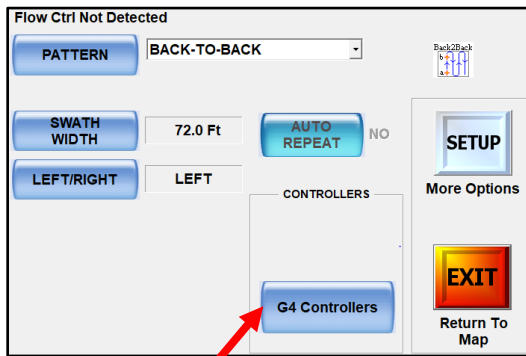 Flow Ctrl Not Detected
PATTERN
BACK-TO-BACK
Back2Back
b
a
SWATH
WIDTH
72.0 Ft
AUTO
REPEAT
NO
SETUP
More Options
LEFT/RIGHT
LEFT
CONTROLLERS
G4 Controllers
EXIT
Return To
Map